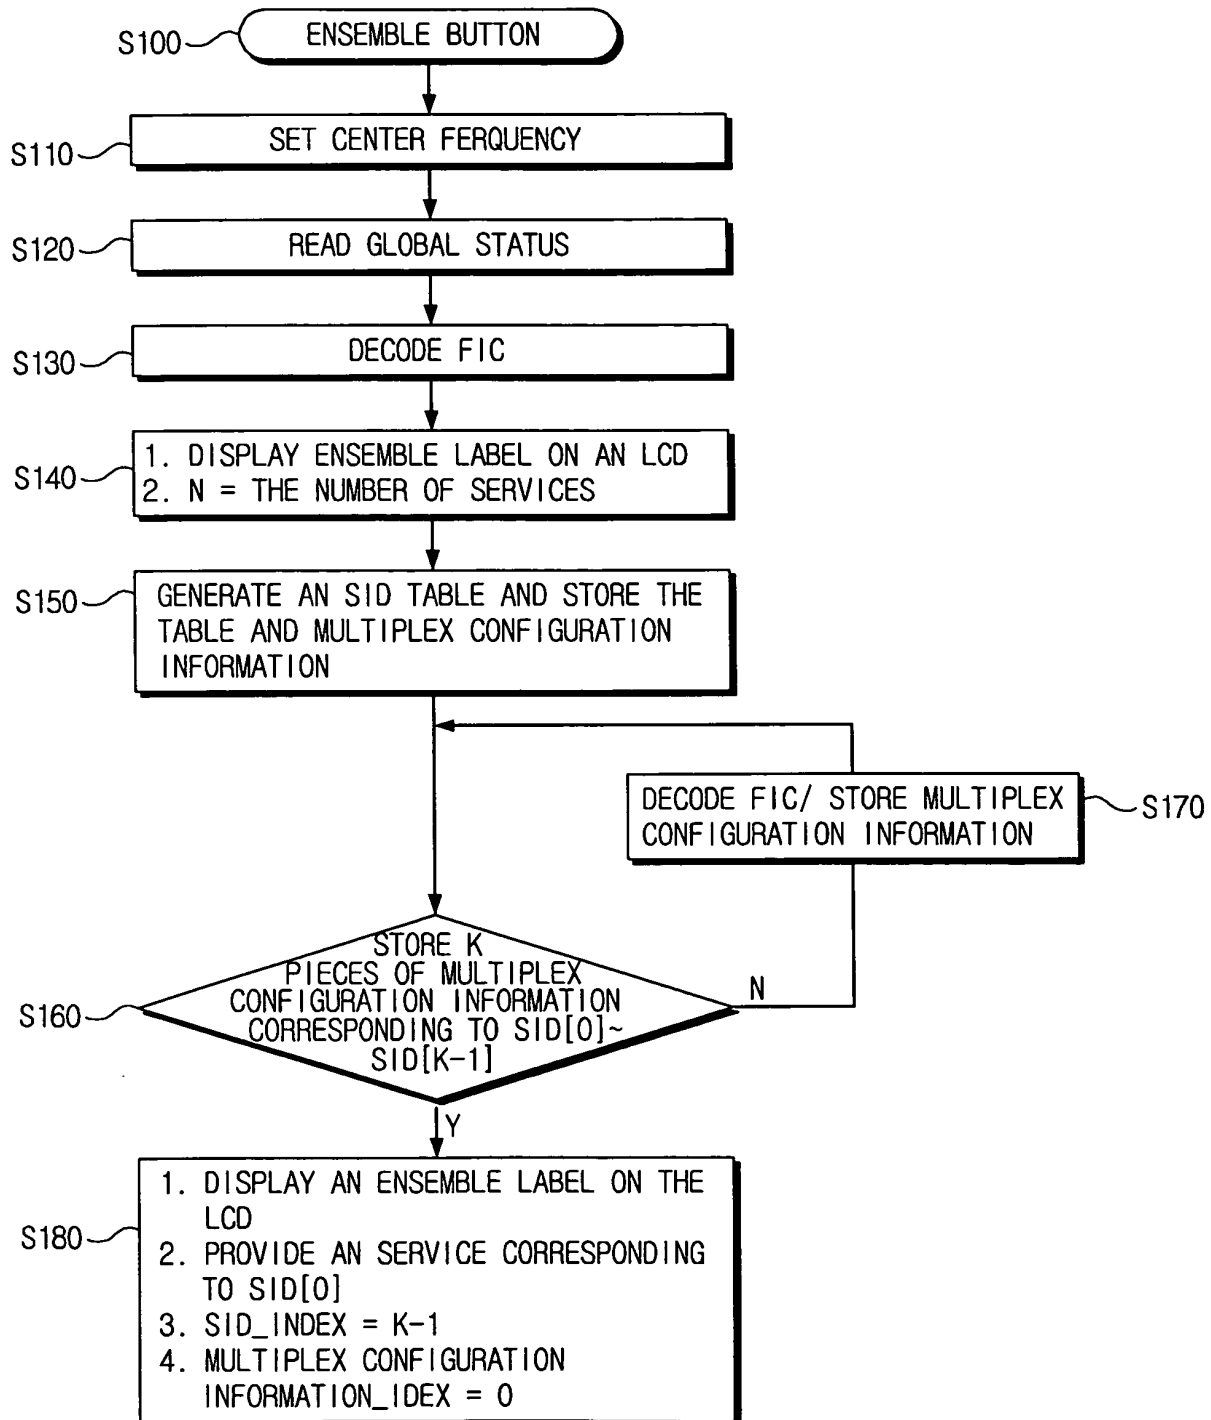 S100
ENSEMBLE BUTTON
S110
SET CENTER FERQUENCY
S120
READ GLOBAL STATUS
S130
DECODE FIC
S140
1. DISPLAY ENSEMBLE LABEL ON AN LCD
2. N = THE NUMBER OF SERVICES
S150
GENERATE AN SID TABLE AND STORE THE
TABLE AND MULTIPLEX CONFIGURATION
INFORMATION
DECODE FIC/ STORE MULTIPLEX
CONFIGURATION INFORMATION
S170
S160
STORE K
PIECES OF MULTIPLEX
CONFIGURATION INFORMATION
CORRESPONDING TO SID[0]~
SID[K-1]
N
Y
S180
1. DISPLAY AN ENSEMBLE LABEL ON THE
LCD
2. PROVIDE AN SERVICE CORRESPONDING
TO SID[0]
3. SID_INDEX = K-1
4. MULTIPLEX CONFIGURATION
INFORMATION_IDEX = 0